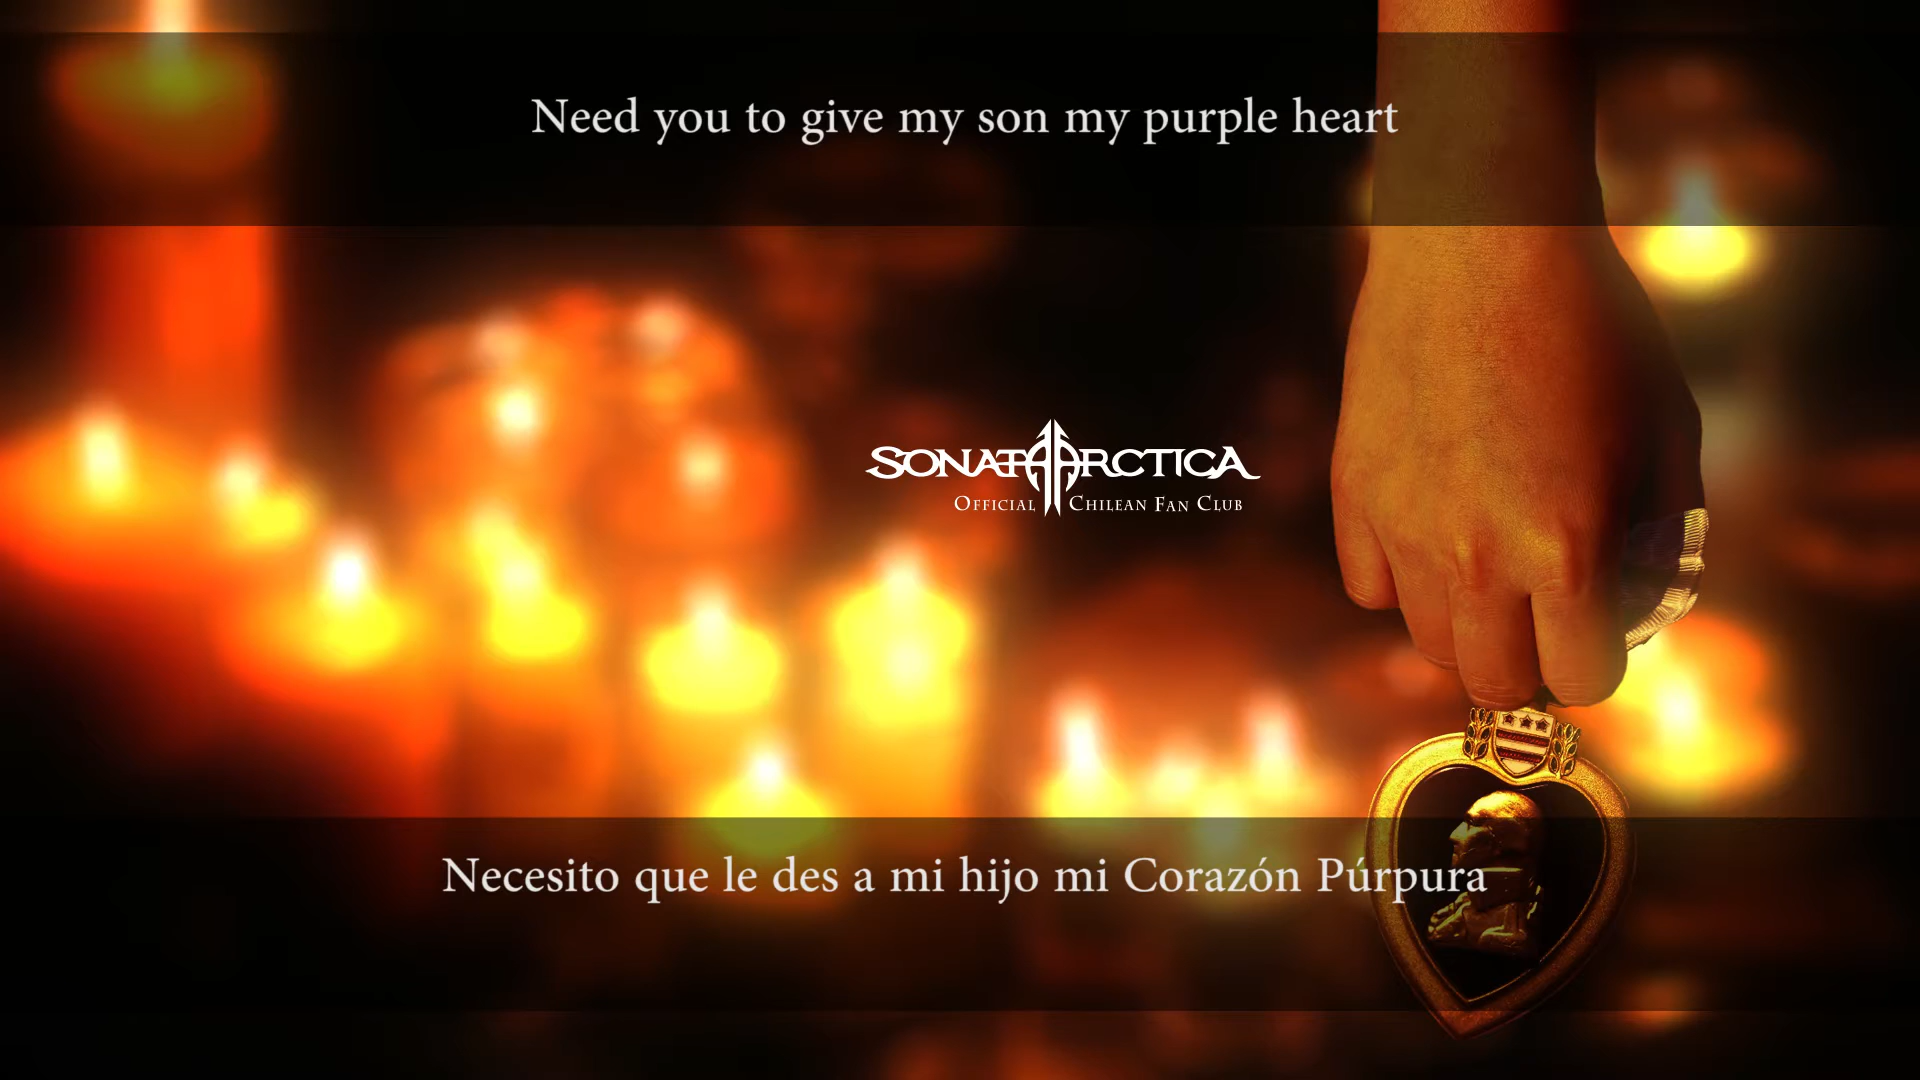 Need you to give my son my purple heart
SONATA ARCTICA
OFFICIAL CHILEAN FAN CLUB
Necesito que le des a mi hijo mi Corazón Púrpura